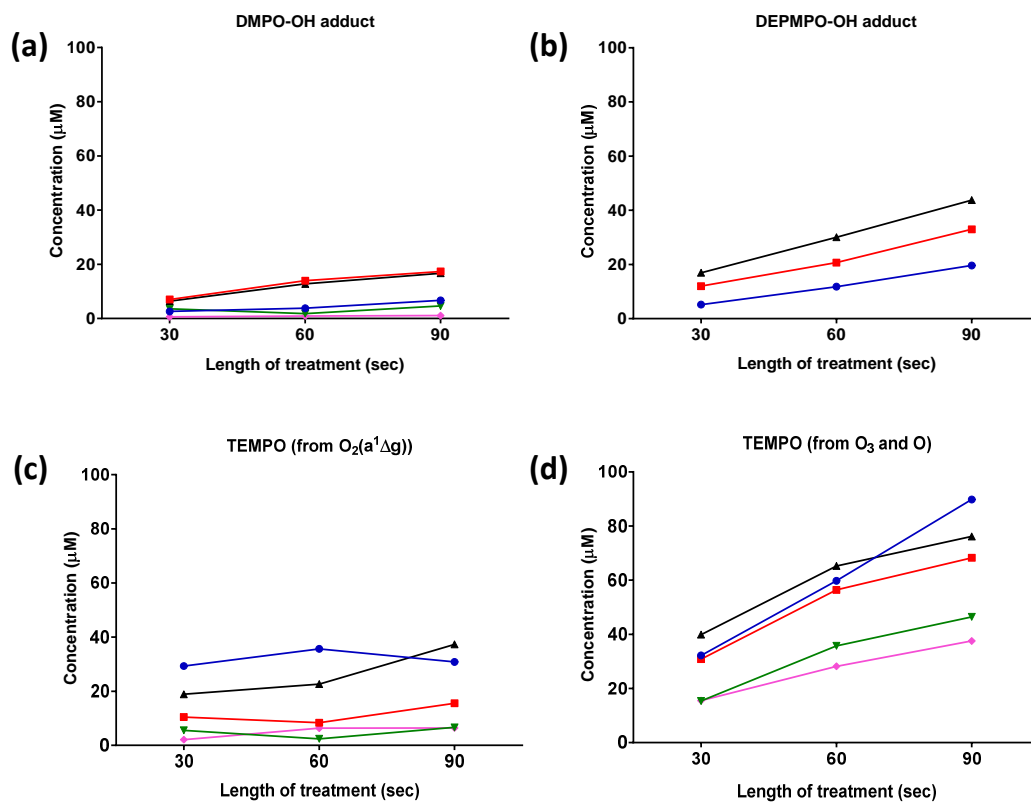 DMPO-OH adduct
(a)
100
80
60
40
20
0
Concentration (μM)
30 60 90
Length of treatment (sec)
DEPMPO-OH adduct
(b)
100
80
60
40
20
0
Concentration (μM)
30 60 90
Length of treatment (sec)
TEMPO (from O₂(a¹Δg))
(c)
100
80
60
40
20
0
Concentration (μM)
30 60 90
Length of treatment (sec)
TEMPO (from O₃ and O)
(d)
100
80
60
40
20
0
Concentration (μM)
30 60 90
Length of treatment (sec)